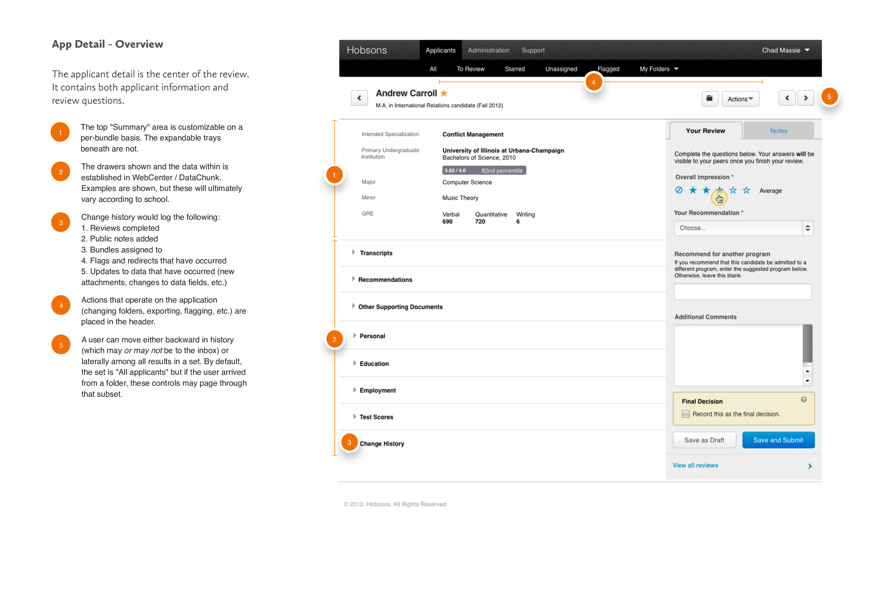 App Detail - Overview
The applicant detail is the center of the review.
It contains both applicant information and
review questions.
1
The top "Summary" area is customizable on a
per-bundle basis. The expandable trays
beneath are not.
2
The drawers shown and the data within is
established in WebCenter / DataChunk.
Examples are shown, but these will ultimately
vary according to school.
3
Change history would log the following:
1. Reviews completed
2. Public notes added
3. Bundles assigned to
4. Flags and redirects that have occurred
5. Updates to data that have occurred (new
attachments, changes to data fields, etc.)
4
Actions that operate on the application
(changing folders, exporting, flagging, etc.) are
placed in the header.
5
A user can move either backward in history
(which may or may not be to the inbox) or
laterally among all results in a set. By default,
the set is "All applicants" but if the user arrived
from a folder, these controls may page through
that subset.
Hobsons
Applicants
Administration
Support
Chad Massie
All
To Review
Starred
Unassigned
Flagged
My Folders
4
Andrew Carroll
M.A. in International Relations candidate (Fall 2012)
Actions
5
1
Intended Specialization
Conflict Management
Primary Undergraduate
Institution
University of Illinois at Urbana-Champaign
Bachelors of Science, 2010
3.82 / 4.0 82nd percentile
Major
Computer Science
Minor
Music Theory
GRE
Verbal Quantitative Writing
690 720 6
2
Transcripts
Recommendations
Other Supporting Documents
Personal
Education
Employment
Test Scores
3
Change History
Your Review
Notes
Complete the questions below. Your answers will be
visible to your peers once you finish your review.
Overall impression *
Average
Your Recommendation *
Choose...
Recommend for another program
If you recommend that this candidate be admitted to a
different program, enter the suggested program below.
Otherwise, leave this blank.
Additional Comments
Final Decision
?
Record this as the final decision.
Save as Draft
Save and Submit
View all reviews
© 2012, Hobsons. All Rights Reserved